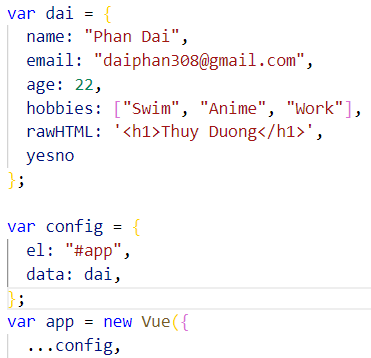 var dai = {
name: "Phan Dai",
email: "daiphan308@gmail.com",
age: 22,
hobbies: ["Swim", "Anime", "Work"],
rawHTML: '<h1>Thuy Duong</h1>',
yesno
};
var config = {
el: "#app",
data: dai,
};
var app = new Vue({
...config,